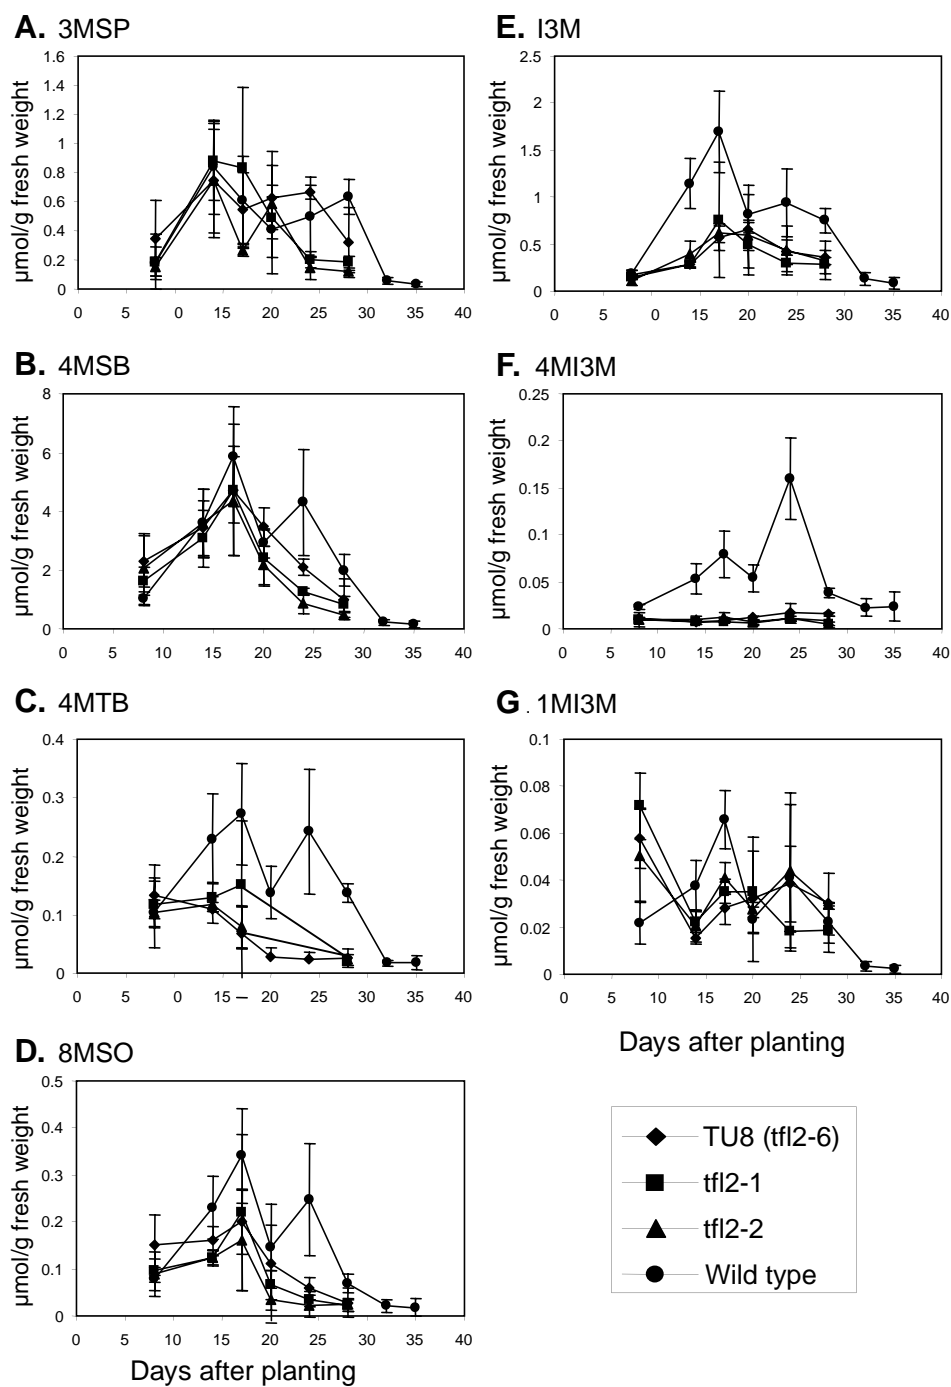 A. 3MSP
1.6
1.4
1.2
1
0.8
0.6
0.4
0.2
0
µmol/g fresh weight
0 5 0 5 0 15 20 25 30 35 40
B. 4MSB
8
6
4
2
0
µmol/g fresh weight
0 5 10 15 20 25 30 35 40
C. 4MTB
0.4
0.3
0.2
0.1
0
µmol/g fresh weight
0 5 0 15 20 25 30 35 40
D. 8MSO
0.5
0.4
0.3
0.2
0.1
0
µmol/g fresh weight
0 5 10 15 20 25 30 35 40
Days after planting
E. I3M
2.5
2
1.5
1
0.5
0
µmol/g fresh weight
0 5 0 15 20 25 30 35 40
F. 4MI3M
0.25
0.2
0.15
0.1
0.05
0
µmol/g fresh weight
0 5 10 15 20 25 30 35 40
G . 1MI3M
0.1
0.08
0.06
0.04
0.02
0
µmol/g fresh weight
0 5 10 15 20 25 30 35 40
Days after planting
TU8 (tfl2-6)
tfl2-1
tfl2-2
Wild type